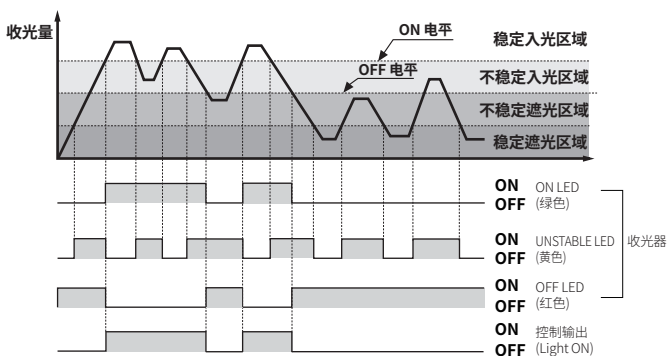 收光量
ON 电平
OFF 电平
稳定入光区域
不稳定入光区域
不稳定遮光区域
稳定遮光区域
ON
OFF
ON LED
(绿色)
ON
OFF
UNSTABLE LED
(黄色)
收光器
ON
OFF
OFF LED
(红色)
ON
OFF
控制输出
(Light ON)